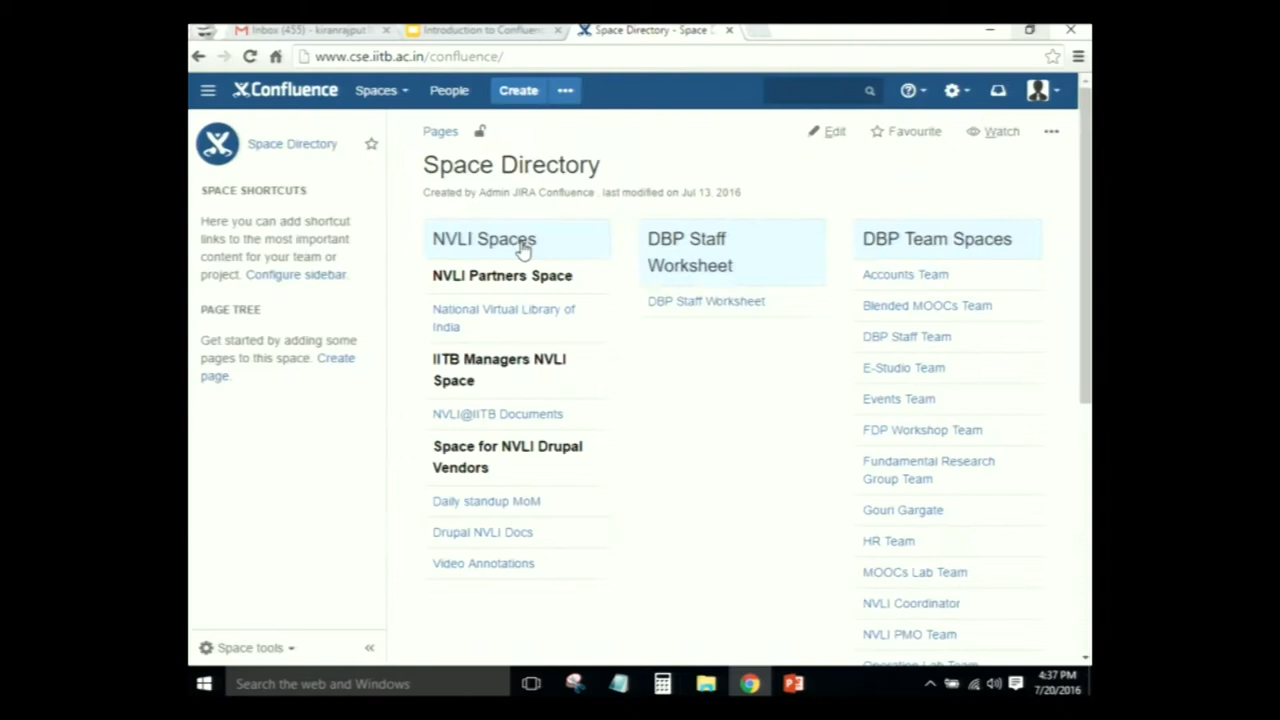 Inbox (455) - kiranrajput
Introduction to Confluen
Space Directory - Space
www.cse.iitb.ac.in/confluence/
Confluence
Spaces
People
Create
Space Directory
SPACE SHORTCUTS
Here you can add shortcut
links to the most important
content for your team or
project. Configure sidebar.
PAGE TREE
Get started by adding some
pages to this space. Create
page.
Space tools
Pages
Edit
Favourite
Watch
Space Directory
Created by Admin JIRA Confluence , last modified on Jul 13, 2016
NVLI Spaces
NVLI Partners Space
National Virtual Library of
India
IITB Managers NVLI
Space
NVLI@IITB Documents
Space for NVLI Drupal
Vendors
Daily standup MoM
Drupal NVLI Docs
Video Annotations
DBP Staff
Worksheet
DBP Staff Worksheet
DBP Team Spaces
Accounts Team
Blended MOOCs Team
DBP Staff Team
E-Studio Team
Events Team
FDP Workshop Team
Fundamental Research
Group Team
Gouri Gargate
HR Team
MOOCs Lab Team
NVLI Coordinator
NVLI PMO Team
Operation Lab Team
Search the web and Windows
4:37 PM
7/20/2016